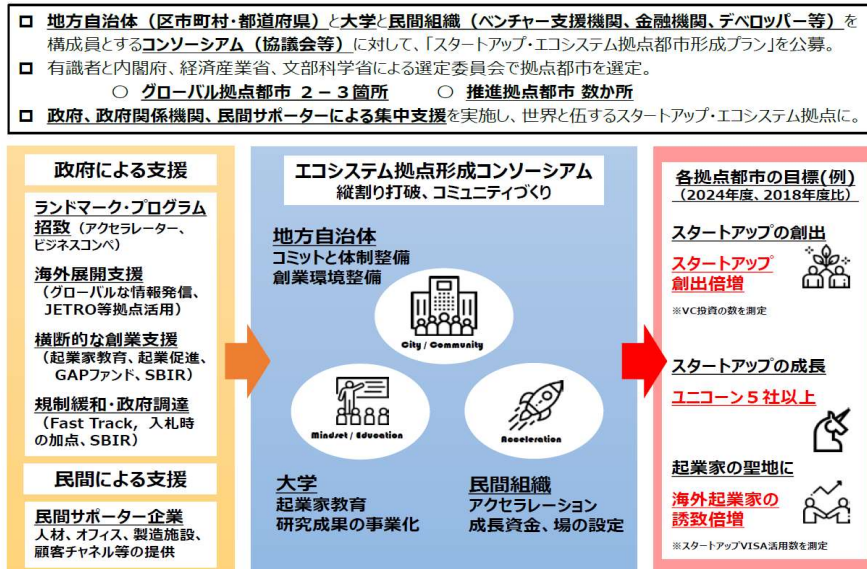 □ 地方自治体（区市町村・都道府県）と大学と民間組織（ベンチャー支援機関、金融機関、デベロッパー等）を
構成員とするコンソーシアム（協議会等）に対して、「スタートアップ・エコシステム拠点都市形成プラン」を公募。
□ 有識者と内閣府、経済産業省、文部科学省による選定委員会で拠点都市を選定。
○ グローバル拠点都市 2－3箇所 ○ 推進拠点都市 数か所
□ 政府、政府関係機関、民間サポーターによる集中支援を実施し、世界と伍するスタートアップ・エコシステム拠点に。
政府による支援
ランドマーク・プログラム
招致（アクセラレーター、
ビジネスコンペ）
海外展開支援
（グローバルな情報発信、
JETRO等拠点活用）
横断的な創業支援
（起業家教育、起業促進、
GAPファンド、SBIR）
規制緩和・政府調達
（Fast Track, 入札時
の加点、SBIR）
民間による支援
民間サポーター企業
人材、オフィス、製造施設、
顧客チャネル等の提供
エコシステム拠点形成コンソーシアム
縦割り打破、コミュニティづくり
地方自治体
コミットと体制整備
創業環境整備
City / Community
Mindset / Education
Acceleration
大学
起業家教育
研究成果の事業化
民間組織
アクセラレーション
成長資金、場の設定
各拠点都市の目標(例)
（2024年度、2018年度比）
スタートアップの創出
スタートアップ
創出倍増
※VC投資の数を測定
スタートアップの成長
ユニコーン５社以上
起業家の聖地に
海外起業家の
誘致倍増
※スタートアップVISA活用数を測定